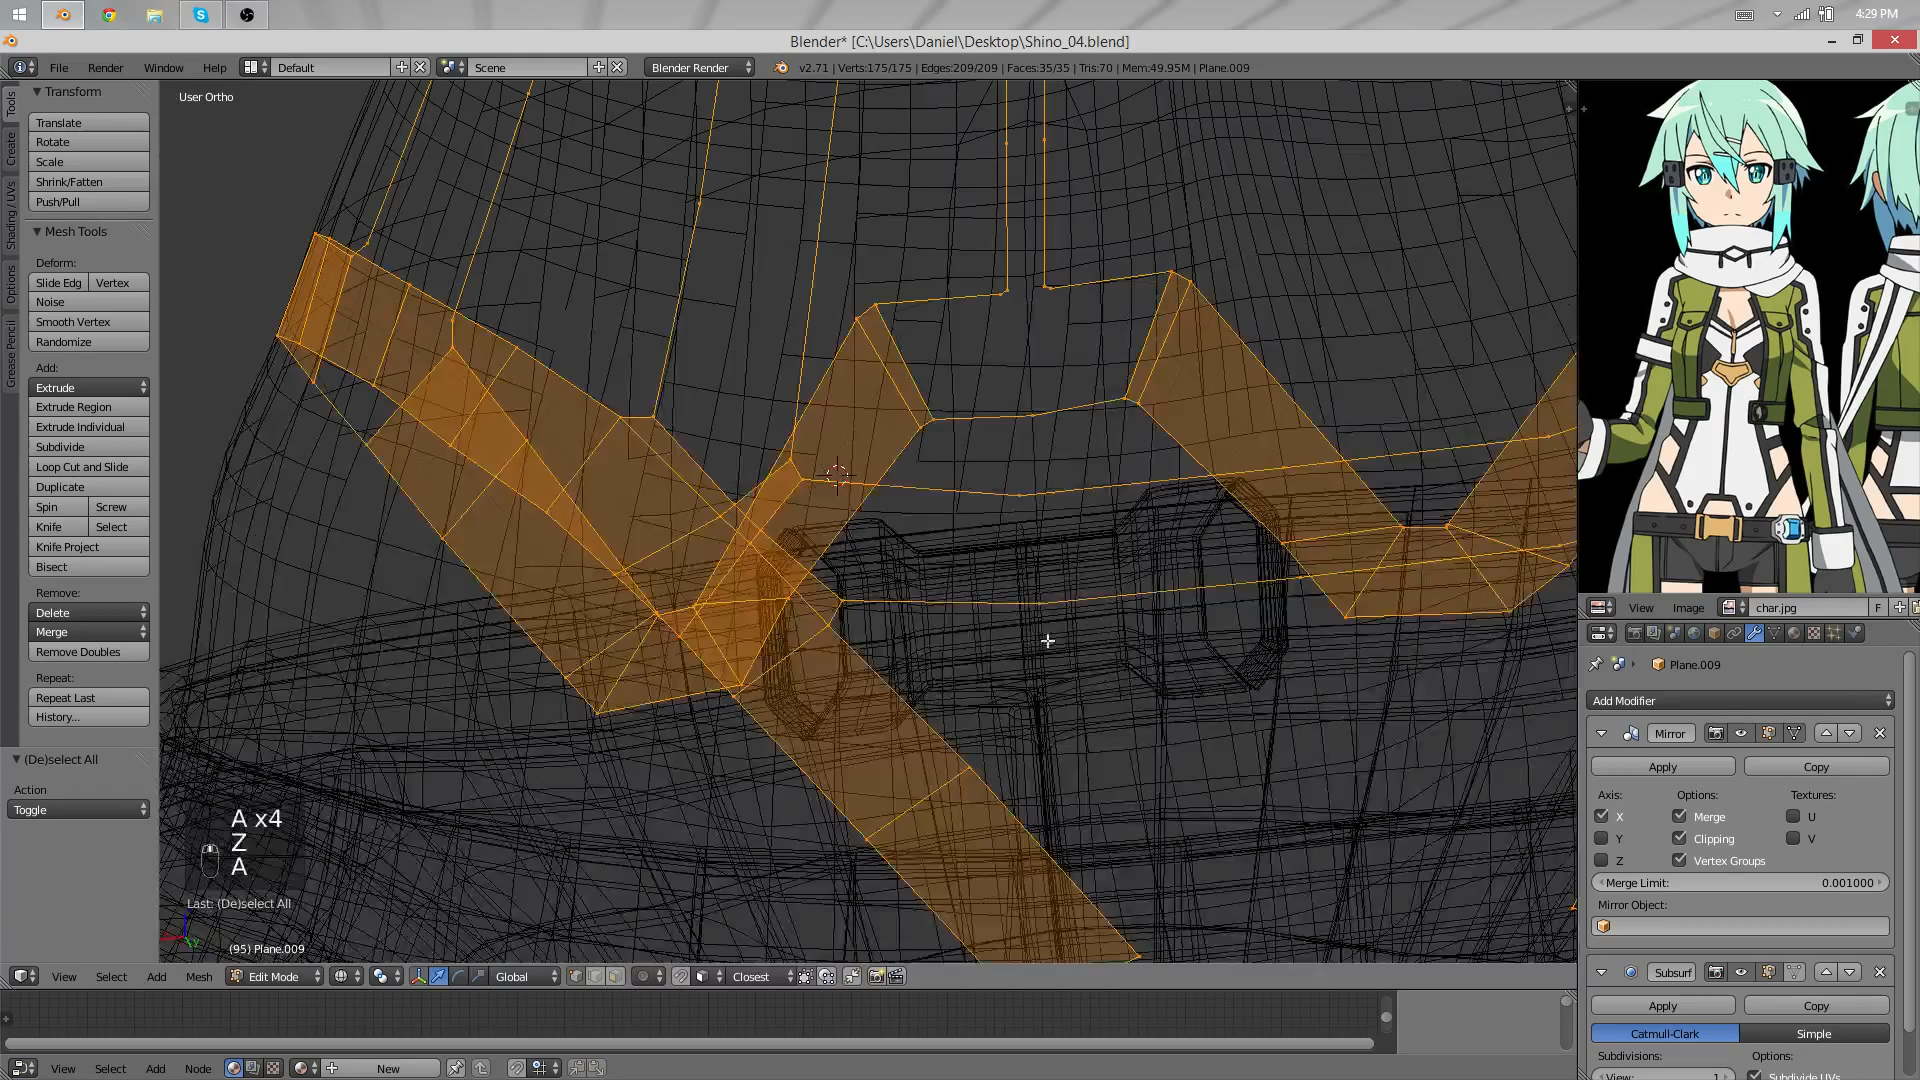 4:29 PM
Blender* [C:\Users\Daniel\Desktop\Shino_04.blend]
File Render Window Help Default Scene Blender Render v2.71 | Verts:175/175 | Edges:209/209 | Faces:35/35 | Tris:70 | Mem:49.95M | Plane.009
Tools
Create
Shading / UVs
Options
Grease Pencil
Transform
Translate
Rotate
Scale
Shrink/Fatten
Push/Pull
Mesh Tools
Deform:
Slide Edg Vertex
Noise
Smooth Vertex
Randomize
Add:
Extrude
Extrude Region
Extrude Individual
Subdivide
Loop Cut and Slide
Duplicate
Spin Screw
Knife Select
Knife Project
Bisect
Remove:
Delete
Merge
Remove Doubles
Repeat:
Repeat Last
History...
(De)select All
Action
Toggle
User Ortho
A x4
Z
A
Last: (De)select All
(95) Plane.009
View Select Add Mesh Edit Mode Global Closest
View Select Add Node New
View Image char.jpg F
Plane.009
Add Modifier
Mirror
Apply Copy
Axis: Options: Textures:
X Merge U
Y Clipping V
Z Vertex Groups
Merge Limit: 0.001000
Mirror Object:
Subsurf
Apply Copy
Catmull-Clark Simple
Subdivisions: Options:
View: 1 Subdivide UVs